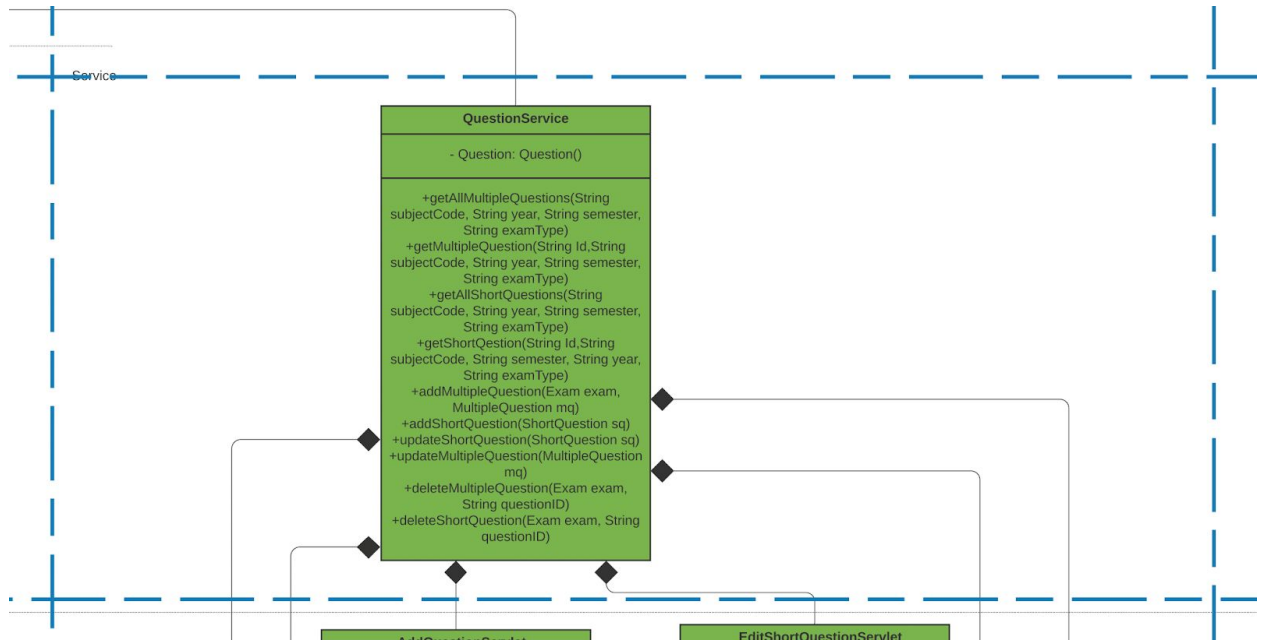 Service
QuestionService
- Question: Question()
+getAllMultipleQuestions(String
subjectCode, String year, String semester,
String examType)
+getMultipleQuestion(String Id,String
subjectCode, String year, String semester,
String examType)
+getAllShortQuestions(String
subjectCode, String year, String semester,
String examType)
+getShortQestion(String Id,String
subjectCode, String semester, String year,
String examType)
+addMultipleQuestion(Exam exam,
MultipleQuestion mq)
+addShortQuestion(ShortQuestion sq)
+updateShortQuestion(ShortQuestion sq)
+updateMultipleQuestion(MultipleQuestion
mq)
+deleteMultipleQuestion(Exam exam,
String questionID)
+deleteShortQuestion(Exam exam, String
questionID)
AddQuestionServlet
EditShortQuestionServlet